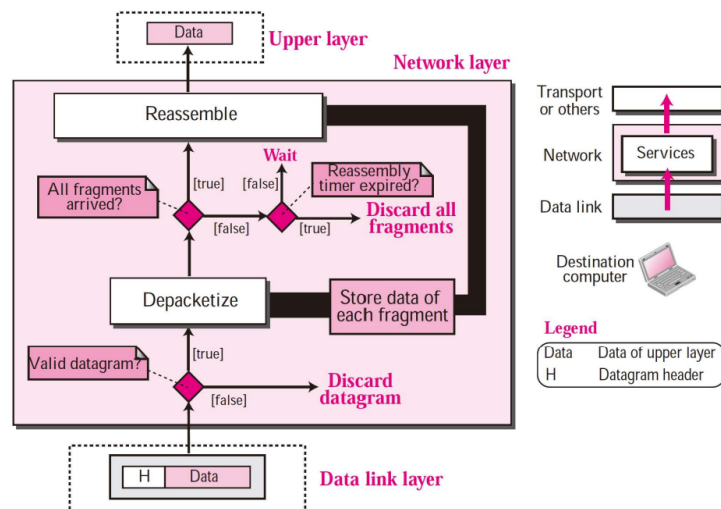 Data
Upper layer
Network layer
Reassemble
Wait
All fragments
arrived?
[true]
[false]
Reassembly
timer expired?
[false]
[true]
Discard all
fragments
Depacketize
Store data of
each fragment
Valid datagram?
[true]
[false]
Discard
datagram
H
Data
Data link layer
Transport
or others
Network
Services
Data link
Destination
computer
Legend
Data
Data of upper layer
H
Datagram header